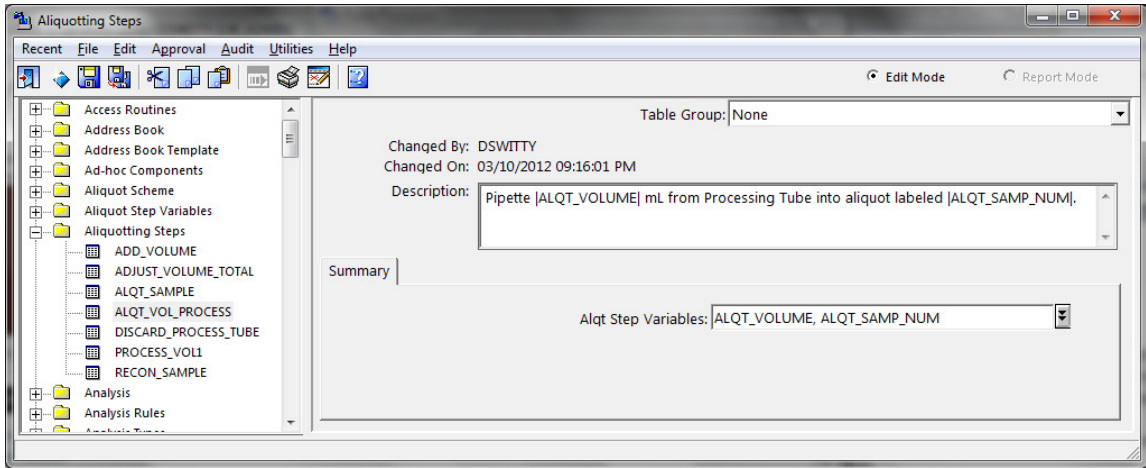 Aliquotting Steps
Recent File Edit Approval Audit Utilities Help
Edit Mode Report Mode
Access Routines
Address Book
Address Book Template
Ad-hoc Components
Aliquot Scheme
Aliquot Step Variables
Aliquotting Steps
ADD_VOLUME
ADJUST_VOLUME_TOTAL
ALQT_SAMPLE
ALQT_VOL_PROCESS
DISCARD_PROCESS_TUBE
PROCESS_VOL1
RECON_SAMPLE
Analysis
Analysis Rules
Analysis Types
Table Group: None
Changed By: DSWITTY
Changed On: 03/10/2012 09:16:01 PM
Description: Pipette |ALQT_VOLUME| mL from Processing Tube into aliquot labeled |ALQT_SAMP_NUM|.
Summary
Alqt Step Variables: ALQT_VOLUME, ALQT_SAMP_NUM